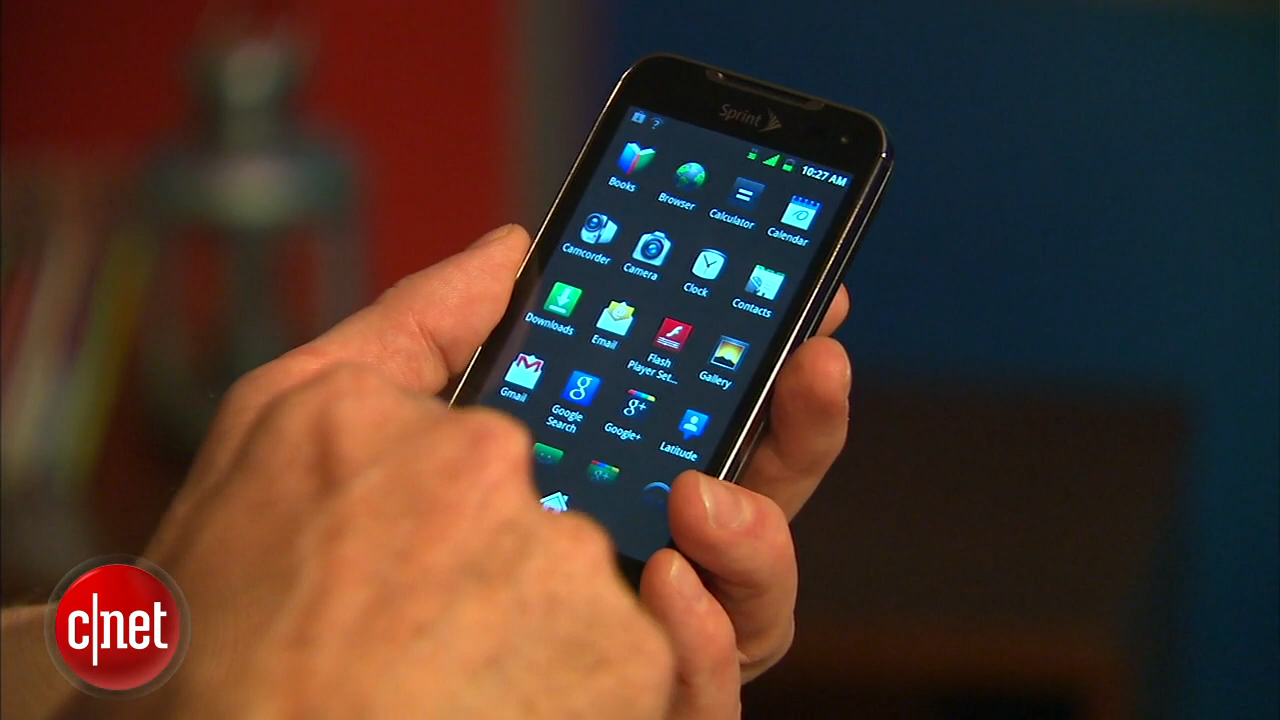 Sprint
?
10:27 AM
Books
Browser
Calculator
Calendar
Camcorder
Camera
Clock
Contacts
Downloads
Email
Flash
Player Set...
Gallery
Gmail
Google
Search
Google+
Latitude
c|net